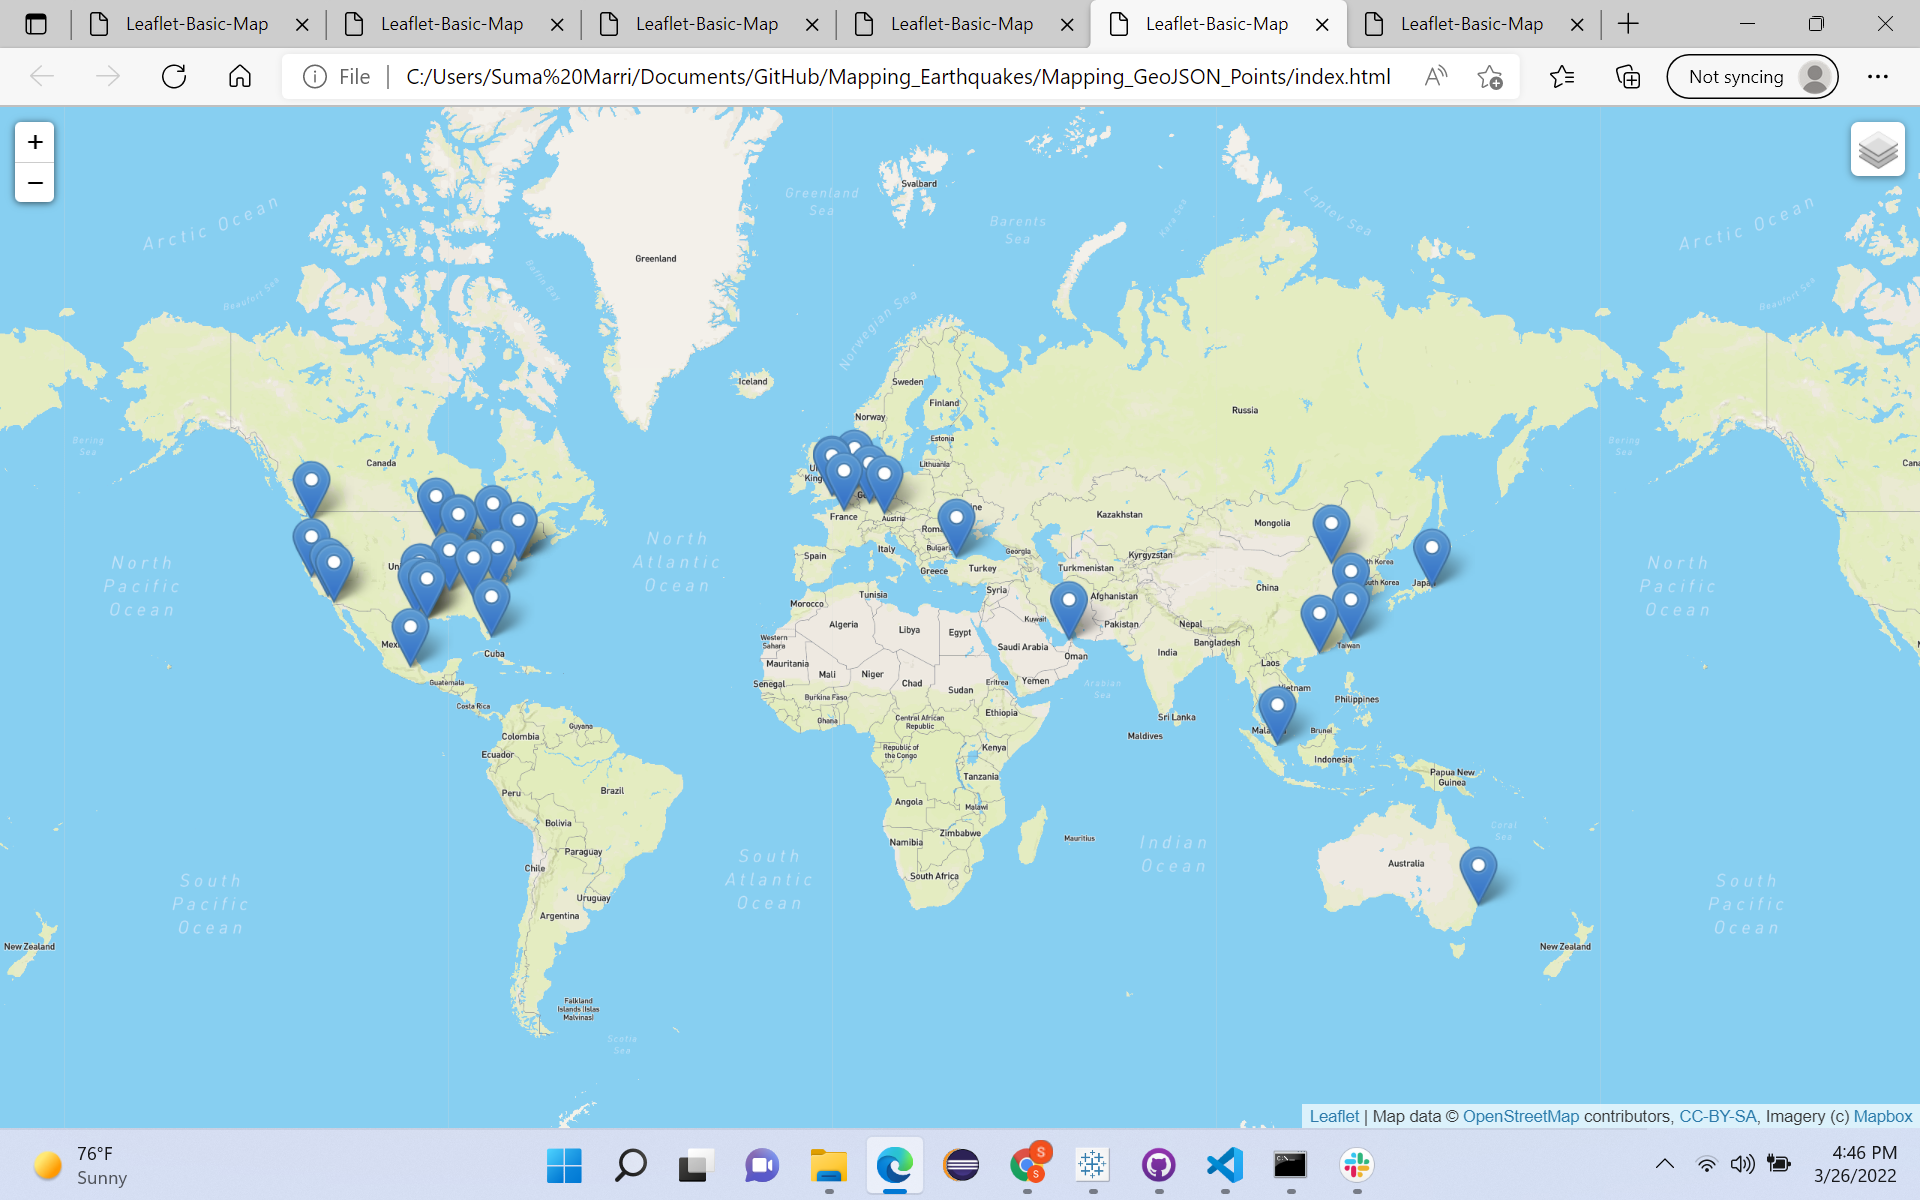 Leaflet-Basic-Map
Leaflet-Basic-Map
Leaflet-Basic-Map
Leaflet-Basic-Map
Leaflet-Basic-Map
Leaflet-Basic-Map
File
C:/Users/Suma%20Marri/Documents/GitHub/Mapping_Earthquakes/Mapping_GeoJSON_Points/index.html
Not syncing
+
−
Svalbard
Greenland
Sea
Barents
Sea
Kara Sea
Laptev Sea
Arctic Ocean
Arctic Ocean
Greenland
Baffin Bay
Beaufort Sea
Beaufort Sea
Norwegian Sea
Iceland
Sweden
Finland
Norway
Russia
Estonia
Lithuania
Bering
Sea
Bering
Sea
Canada
France
Austria
Kazakhstan
Mongolia
Italy
Georgia
Spain
Greece
Turkey
Turkmenistan
Kyrgyzstan
China
North
Pacific
Ocean
North
Atlantic
Ocean
North
Pacific
Ocean
Morocco
Tunisia
Syria
Afghanistan
Algeria
Libya
Egypt
Kuwait
Pakistan
Nepal
Bangladesh
Taiwan
Western
Sahara
Saudi Arabia
Oman
India
Laos
Cuba
Mauritania
Mali
Niger
Chad
Sudan
Eritrea
Yemen
Arabian
Sea
Guatemala
Senegal
Burkina Faso
Philippines
Costa Rica
Ghana
Central African
Republic
Ethiopia
Sri Lanka
Guyana
Colombia
Ecuador
Republic of
the Congo
Kenya
Maldives
Brunei
Indonesia
Papua New
Guinea
Tanzania
Peru
Brazil
Angola
Malawi
Bolivia
Zimbabwe
Mauritius
Indian
Ocean
Coral
Sea
Namibia
Paraguay
Chile
South
Atlantic
Ocean
South Africa
Australia
South
Pacific
Ocean
South
Pacific
Ocean
Uruguay
Argentina
New Zealand
New Zealand
Falkland
Islands (Islas
Malvinas)
Scotia
Sea
Leaflet | Map data © OpenStreetMap contributors, CC-BY-SA, Imagery (c) Mapbox
76°F
Sunny
S
S
4:46 PM
3/26/2022